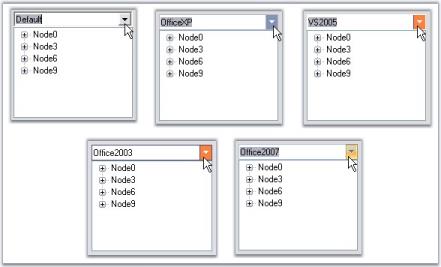 Default
Node0
Node3
Node6
Node9
OfficeXP
Node0
Node3
Node6
Node9
VS2005
Node0
Node3
Node6
Node9
Office2003
Node0
Node3
Node6
Node9
Office2007
Node0
Node3
Node6
Node9